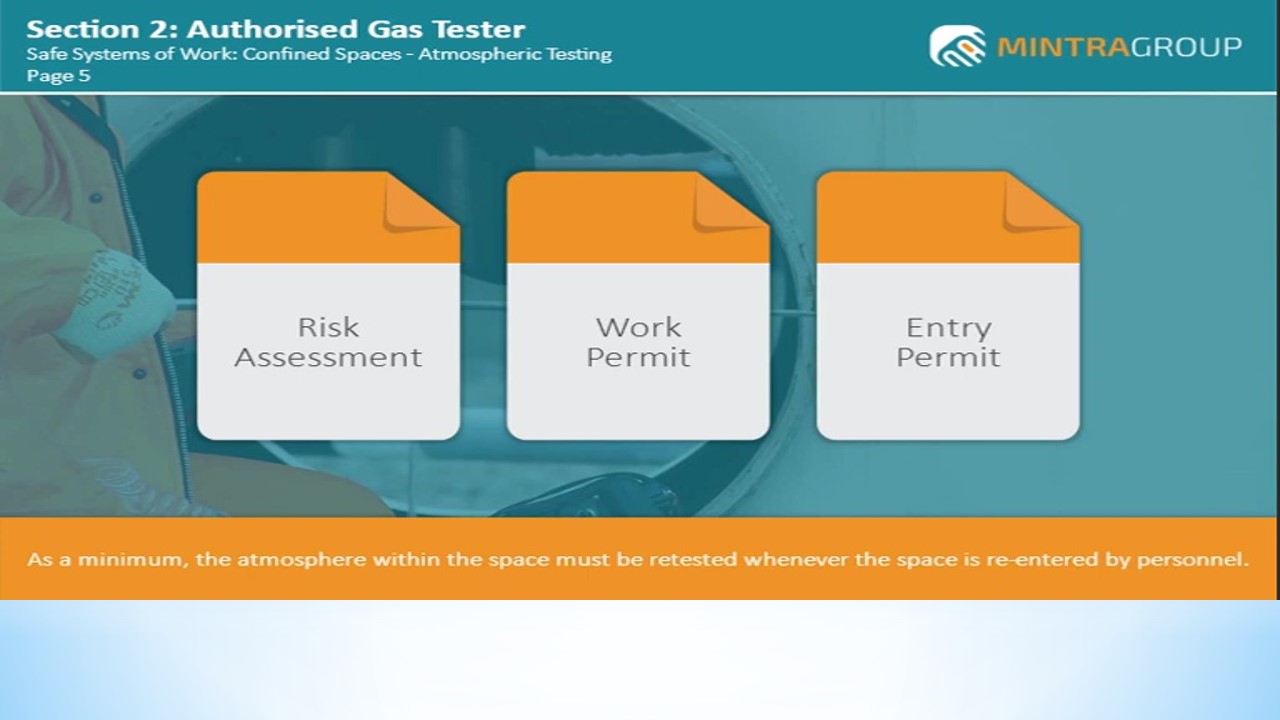 Section 2: Authorised Gas Tester
Safe Systems of Work: Confined Spaces - Atmospheric Testing
Page 5
MINTRAGROUP
Risk
Assessment
Work
Permit
Entry
Permit
As a minimum, the atmosphere within the space must be retested whenever the space is re-entered by personnel.